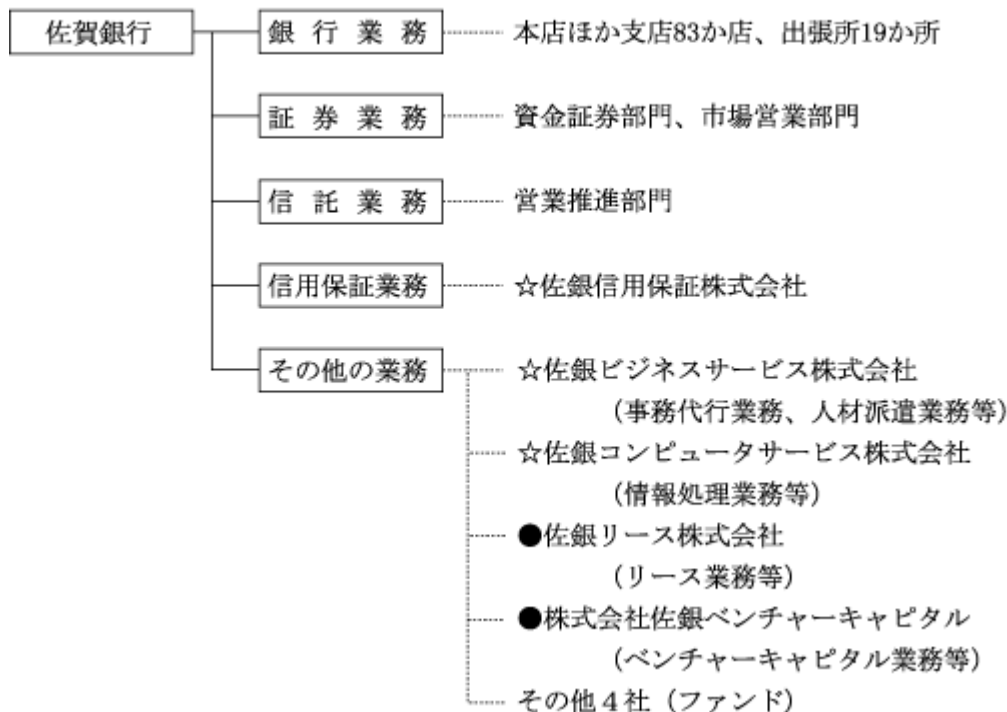 佐賀銀行
銀行業務 本店ほか支店83か店、出張所19か所
証券業務 資金証券部門、市場営業部門
信託業務 営業推進部門
信用保証業務 ☆佐銀信用保証株式会社
その他の業務 ☆佐銀ビジネスサービス株式会社
（事務代行業務、人材派遣業務等）
☆佐銀コンピュータサービス株式会社
（情報処理業務等）
●佐銀リース株式会社
（リース業務等）
●株式会社佐銀ベンチャーキャピタル
（ベンチャーキャピタル業務等）
その他４社（ファンド）